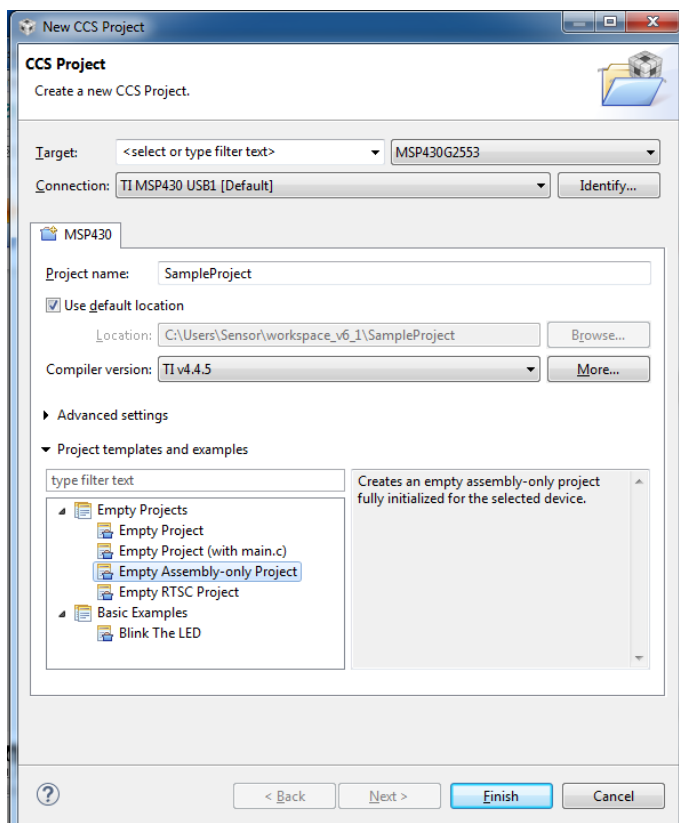 New CCS Project
CCS Project
Create a new CCS Project.
Target: <select or type filter text> MSP430G2553
Connection: TI MSP430 USB1 [Default] Identify...
MSP430
Project name: SampleProject
Use default location
Location: C:\Users\Sensor\workspace_v6_1\SampleProject Browse...
Compiler version: TI v4.4.5 More...
Advanced settings
Project templates and examples
type filter text
Creates an empty assembly-only project
fully initialized for the selected device.
Empty Projects
Empty Project
Empty Project (with main.c)
Empty Assembly-only Project
Empty RTSC Project
Basic Examples
Blink The LED
? < Back Next > Finish Cancel